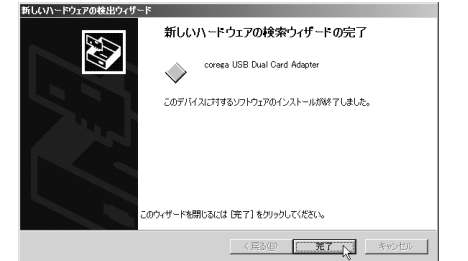 新しいハードウェアの検出ウィザード
新しいハードウェアの検索ウィザードの完了
corega USB Dual Card Adapter
このデバイスに対するソフトウェアのインストールが終了しました。
このウィザードを閉じるには [完了] をクリックしてください。
< 戻る(B)
完了
キャンセル